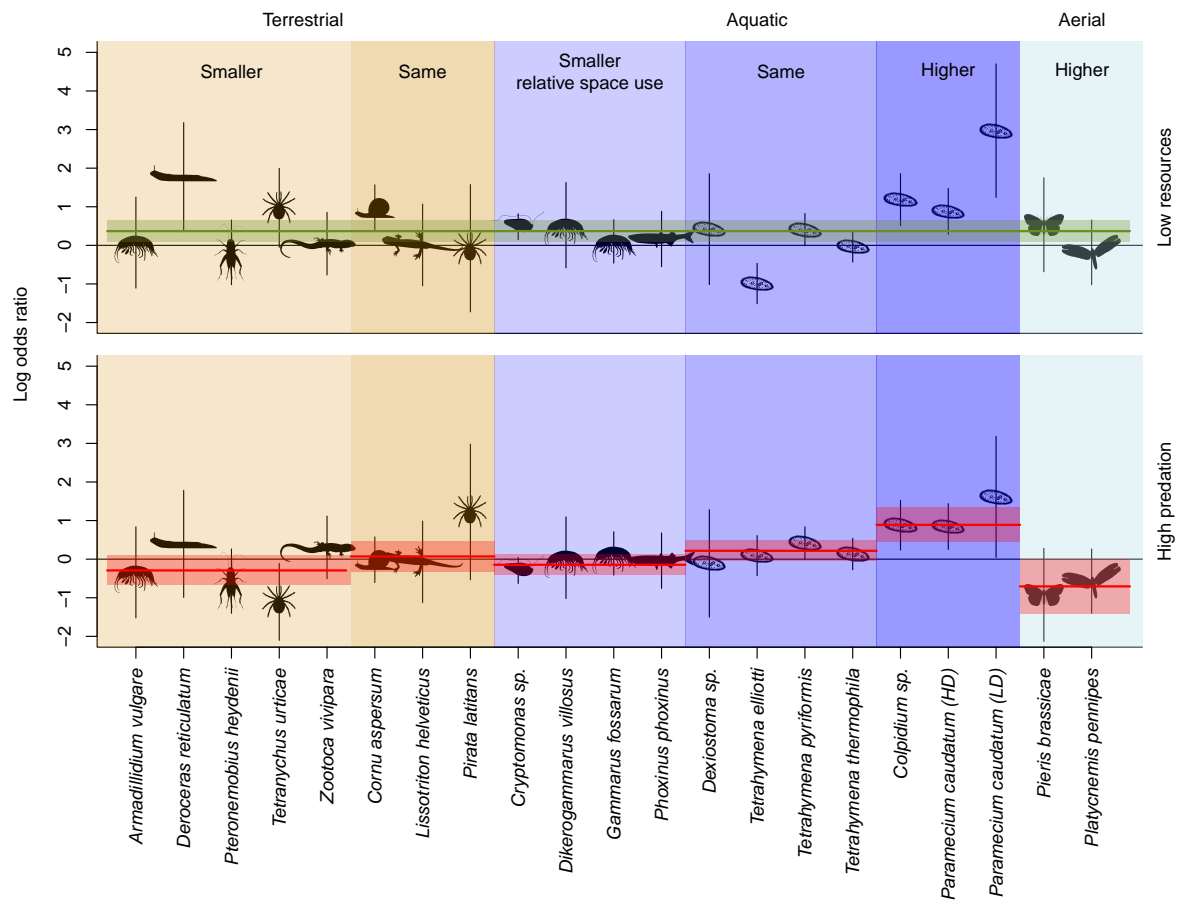 Terrestrial
Aquatic
Aerial
Smaller
Same
Smaller
relative space use
Same
Higher
Higher
5
4
3
2
1
0
−1
−2
Low resources
Log odds ratio
5
4
3
2
1
0
−1
−2
High predation
Armadillidium vulgare
Deroceras reticulatum
Pteronemobius heydenii
Tetranychus urticae
Zootoca vivipara
Cornu aspersum
Lissotriton helveticus
Pirata latitans
Cryptomonas sp.
Dikerogammarus villosus
Gammarus fossarum
Phoxinus phoxinus
Dexiostoma sp.
Tetrahymena elliotti
Tetrahymena pyriformis
Tetrahymena thermophila
Colpidium sp.
Paramecium caudatum (HD)
Paramecium caudatum (LD)
Pieris brassicae
Platycnemis pennipes